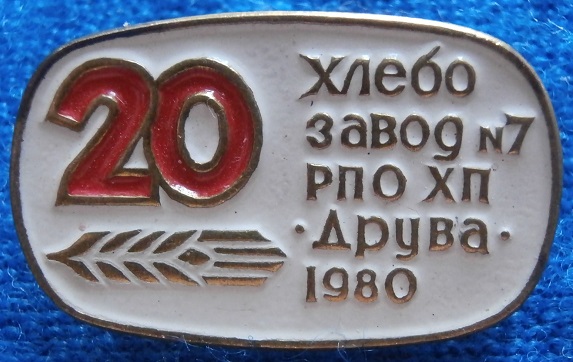 20
ХЛЕБО
ЗАВОД №7
РПО ХП
·ДРУВА·
1980